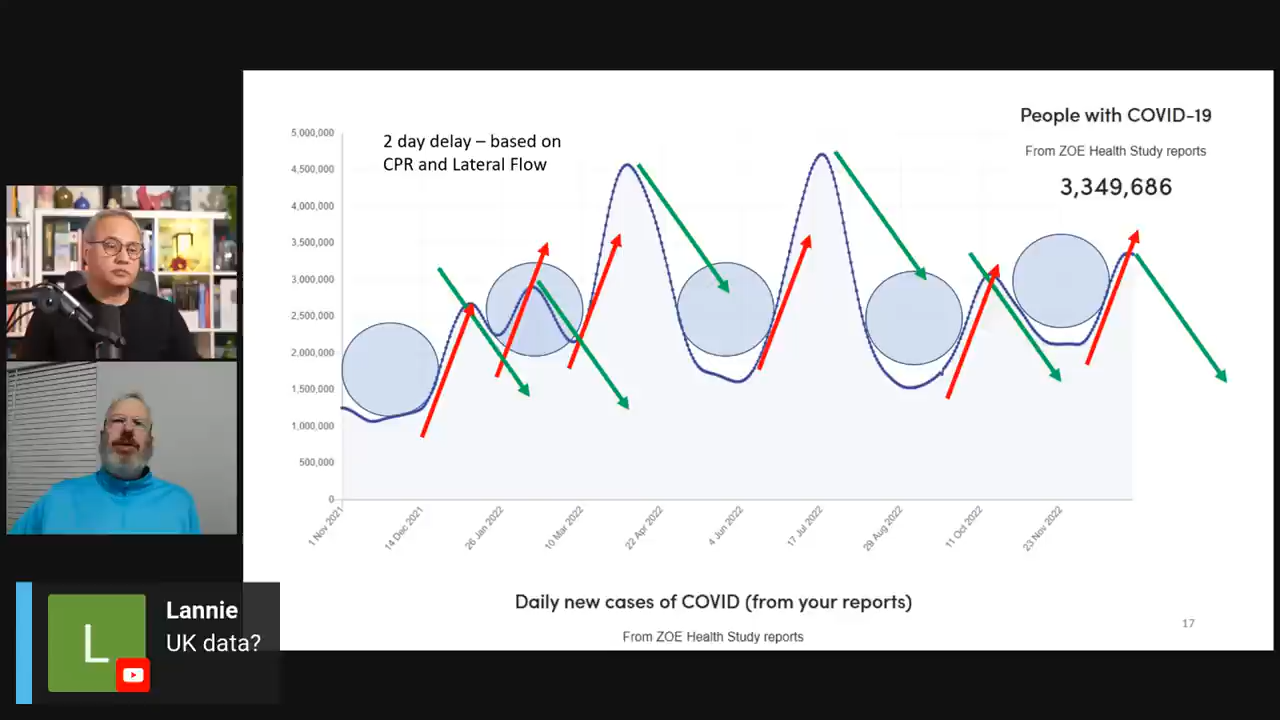 People with COVID-19
From ZOE Health Study reports
3,349,686
2 day delay – based on
CPR and Lateral Flow
5,000,000
4,500,000
4,000,000
3,500,000
3,000,000
2,500,000
2,000,000
1,500,000
1,000,000
500,000
0
1 Nov 2021
14 Dec 2021
26 Jan 2022
10 Mar 2022
22 Apr 2022
4 Jun 2022
17 Jul 2022
29 Aug 2022
11 Oct 2022
23 Nov 2022
Daily new cases of COVID (from your reports)
From ZOE Health Study reports
17
L
Lannie
UK data?